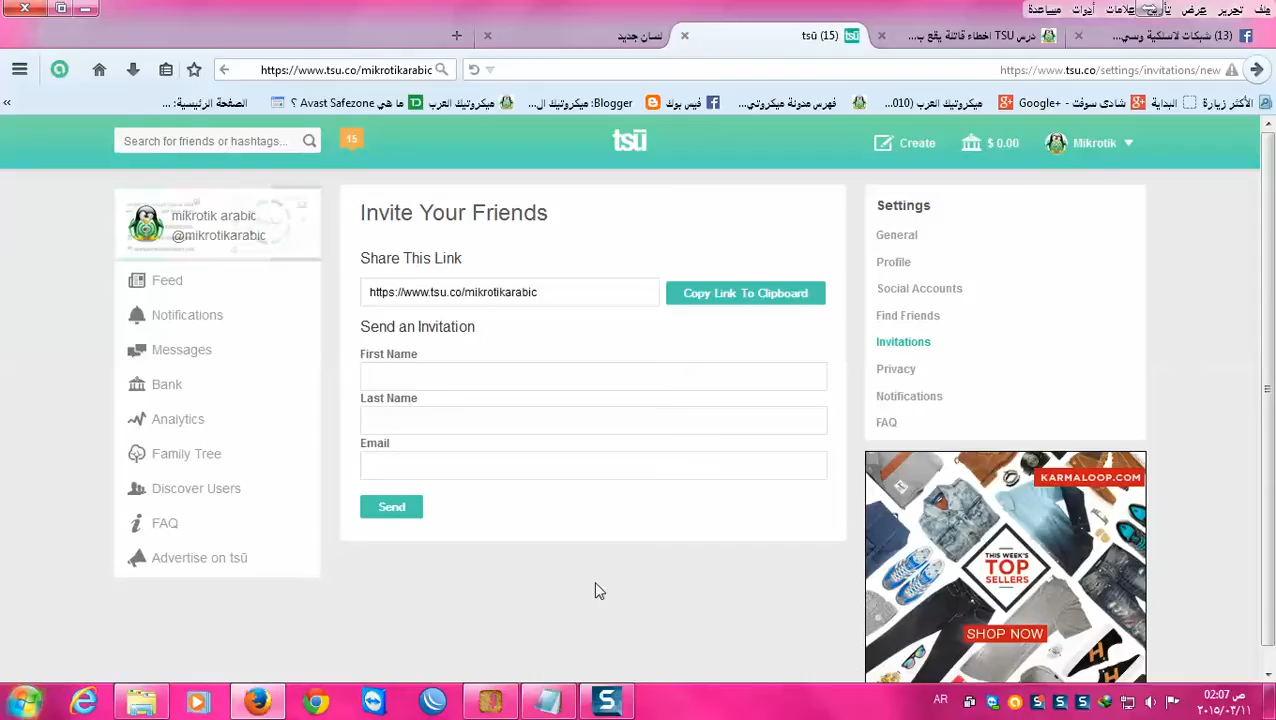 ملف تحرير عرض تأريخ علامات أدوات مساعدة
(13) شبكات لاسلكية وسي...
درس TSU اخطاء قاتلة يقع ب...
tsū (15)
لسان جديد
https://www.tsu.co/settings/invitations/new
https://www.tsu.co/mikrotikarabic
الأكثر زيارة
البداية
شادى سوفت - Google+
ميكروتيك العرب (010...
فهرس مدونة ميكروتي...
فيس بوك
Blogger: ميكروتيك ال...
ميكروتيك العرب
ما هي Avast Safezone ؟
الصفحة الرئيسية:...
Search for friends or hashtags...
15
tsū
Create
$ 0.00
Mikrotik
mikrotik arabic
@mikrotikarabic
Feed
Notifications
Messages
Bank
Analytics
Family Tree
Discover Users
FAQ
Advertise on tsū
Invite Your Friends
Share This Link
https://www.tsu.co/mikrotikarabic
Copy Link To Clipboard
Send an Invitation
First Name
Last Name
Email
Send
Settings
General
Profile
Social Accounts
Find Friends
Invitations
Privacy
Notifications
FAQ
KARMALOOP.COM
THIS WEEK'S
TOP
SELLERS
SHOP NOW
AR
02:07 ص
٢٠١٥/٠٣/١١